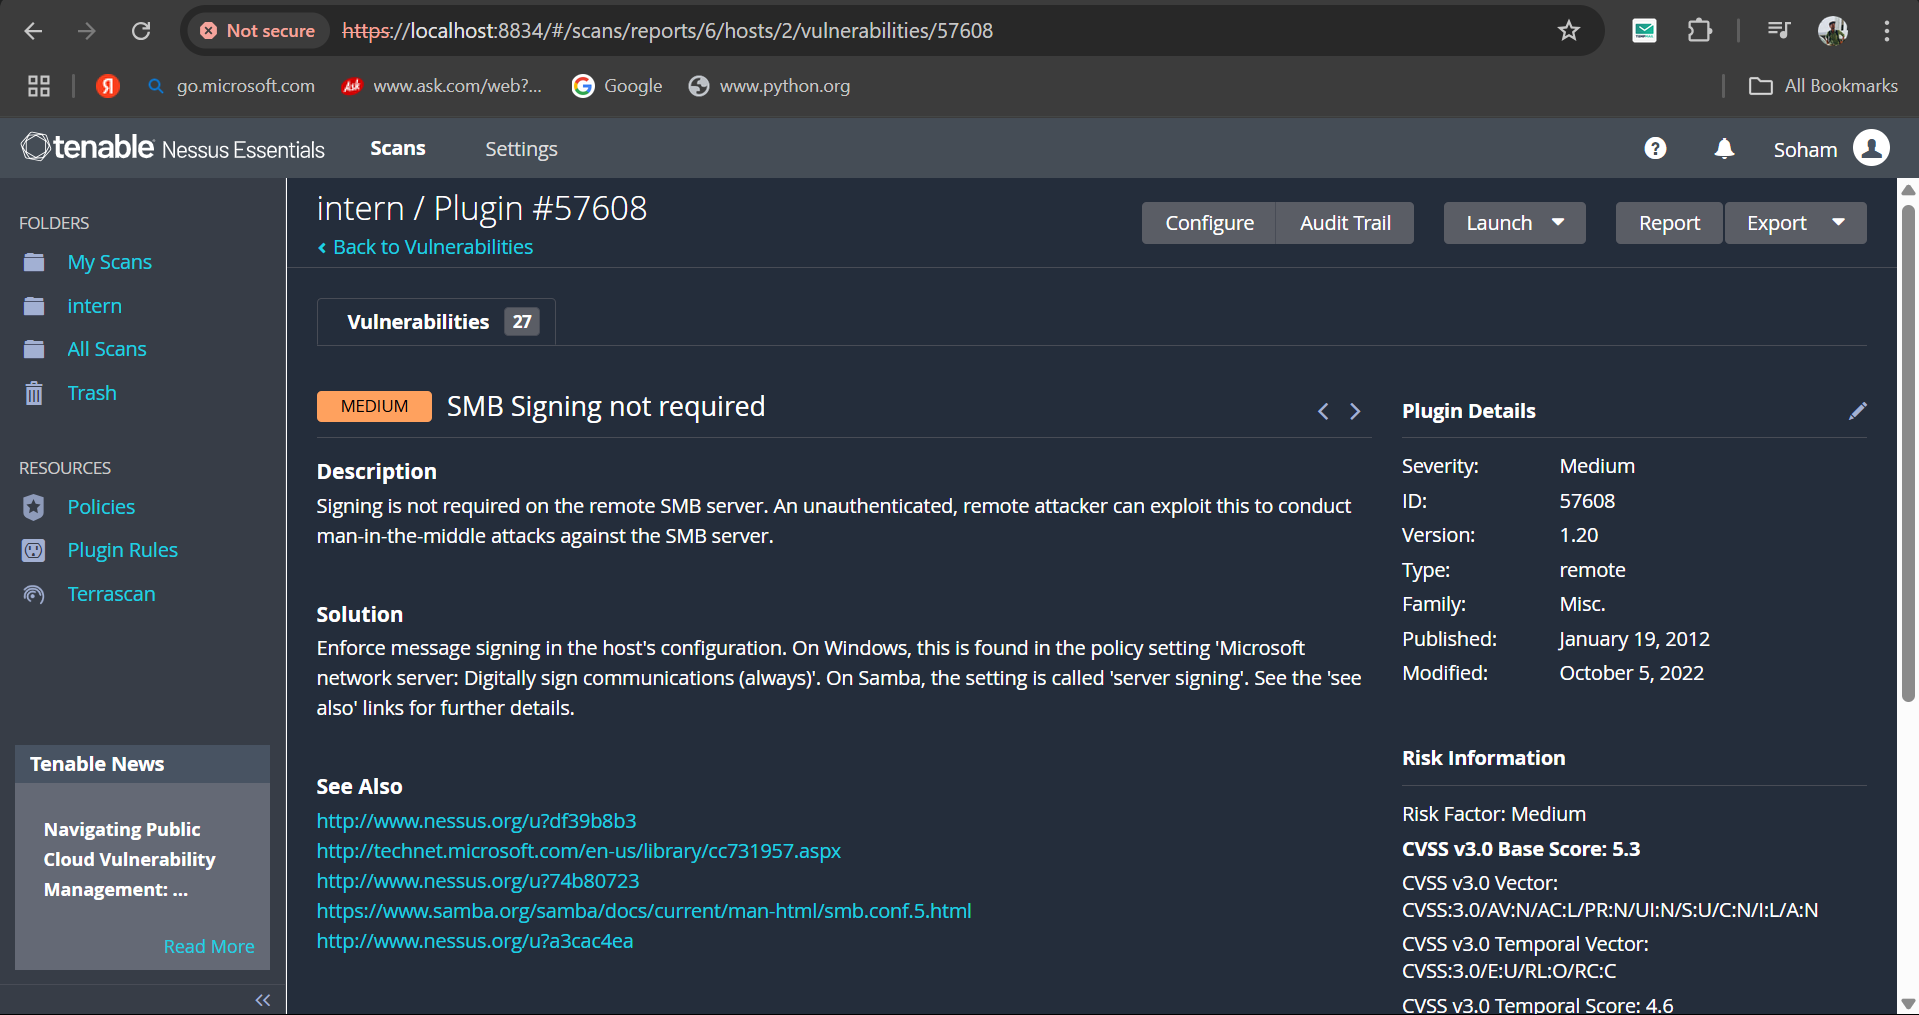 Not secure https://localhost:8834/#/scans/reports/6/hosts/2/vulnerabilities/57608
go.microsoft.com www.ask.com/web?... Google www.python.org All Bookmarks
tenable Nessus Essentials Scans Settings Soham
FOLDERS
My Scans
intern
All Scans
Trash
RESOURCES
Policies
Plugin Rules
Terrascan
Tenable News
Navigating Public
Cloud Vulnerability
Management: ...
Read More
intern / Plugin #57608
Back to Vulnerabilities
Configure Audit Trail Launch Report Export
Vulnerabilities 27
MEDIUM SMB Signing not required
Description
Signing is not required on the remote SMB server. An unauthenticated, remote attacker can exploit this to conduct
man-in-the-middle attacks against the SMB server.
Solution
Enforce message signing in the host's configuration. On Windows, this is found in the policy setting 'Microsoft
network server: Digitally sign communications (always)'. On Samba, the setting is called 'server signing'. See the 'see
also' links for further details.
See Also
http://www.nessus.org/u?df39b8b3
http://technet.microsoft.com/en-us/library/cc731957.aspx
http://www.nessus.org/u?74b80723
https://www.samba.org/samba/docs/current/man-html/smb.conf.5.html
http://www.nessus.org/u?a3cac4ea
Plugin Details
Severity: Medium
ID: 57608
Version: 1.20
Type: remote
Family: Misc.
Published: January 19, 2012
Modified: October 5, 2022
Risk Information
Risk Factor: Medium
CVSS v3.0 Base Score: 5.3
CVSS v3.0 Vector:
CVSS:3.0/AV:N/AC:L/PR:N/UI:N/S:U/C:N/I:L/A:N
CVSS v3.0 Temporal Vector:
CVSS:3.0/E:U/RL:O/RC:C
CVSS v3.0 Temporal Score: 4.6